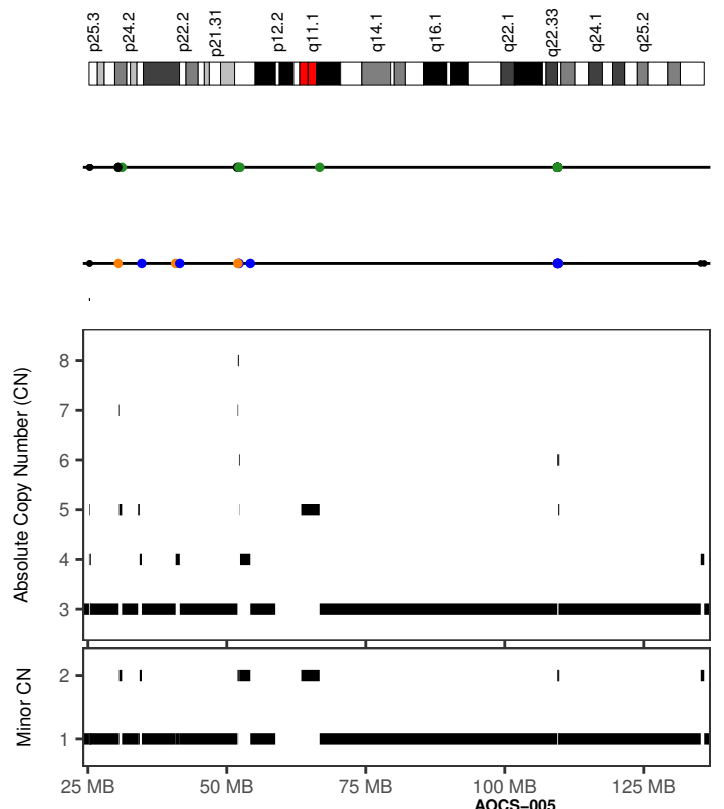 p25.3 p24.2 p22.2 p21.31 p12.2 q11.1 q14.1 q16.1 q22.1 q22.33 q24.1 q25.2
Absolute Copy Number (CN)
8
7
6
5
4
3
Minor CN
2
1
25 MB 50 MB 75 MB 100 MB 125 MB
AOCS−005